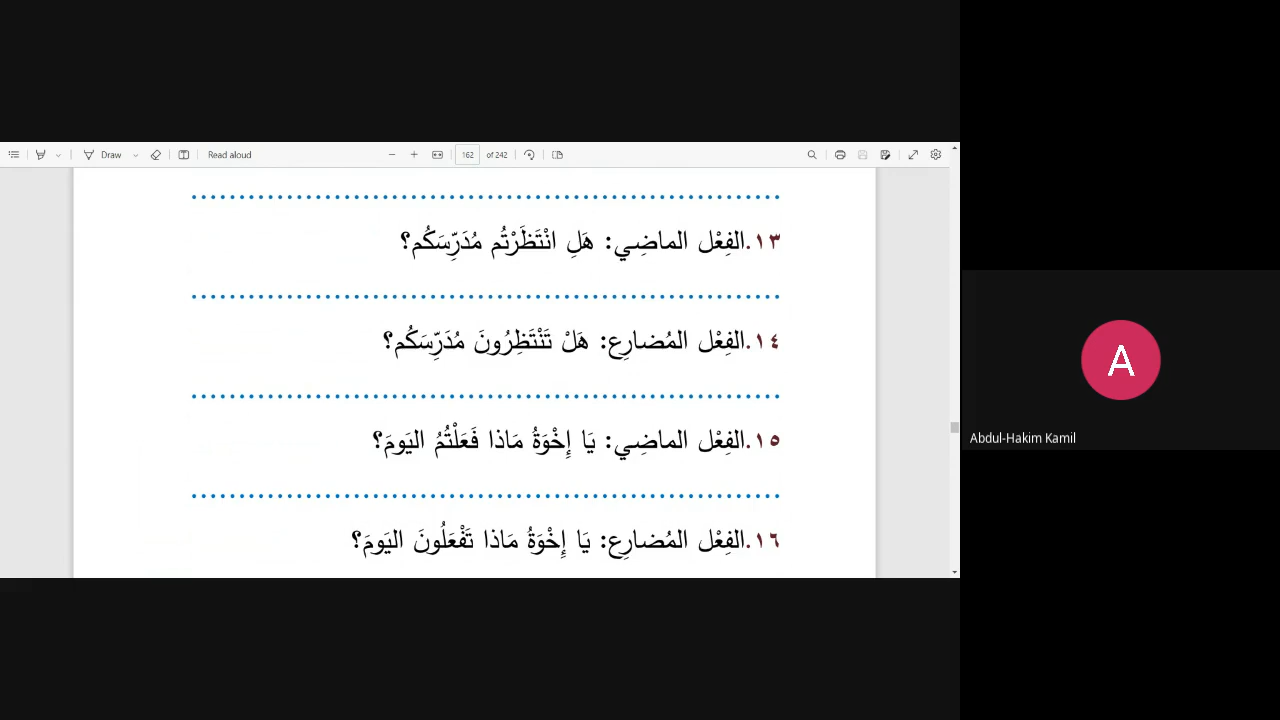 Draw
Read aloud
162 of 242
١٣.الفِعْل الماضِي: هَلِ انْتَظَرْتُم مُدَرِّسَكُم؟
١٤.الفِعْل المُضارِع: هَلْ تَنْتَظِرُونَ مُدَرِّسَكُم؟
١٥.الفِعْل الماضِي: يَا إِخْوَةُ مَاذا فَعَلْتُمُ اليَومَ؟
١٦.الفِعْل المُضارِع: يَا إِخْوَةُ مَاذا تَفْعَلُونَ اليَومَ؟
A
Abdul-Hakim Kamil